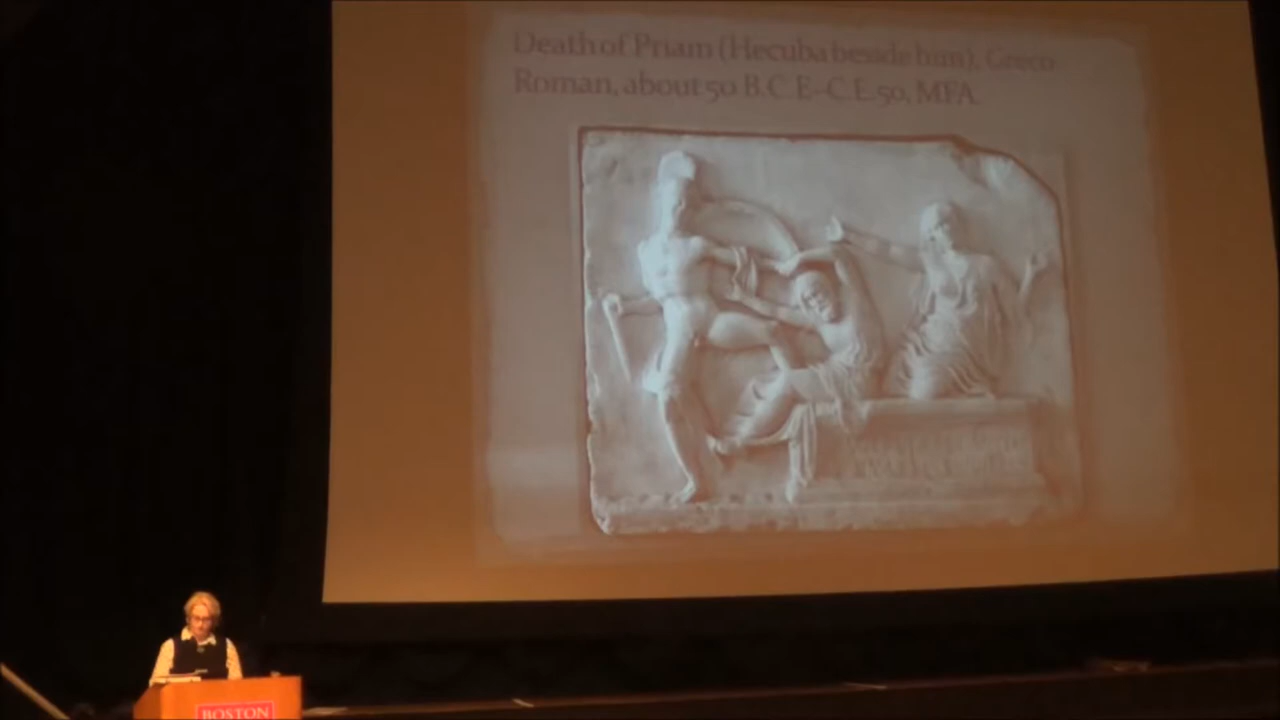 Death of Priam (Hecuba beside him), Greco
Roman, about 50 B.C.E–C.E. 50, MFA
BOSTON